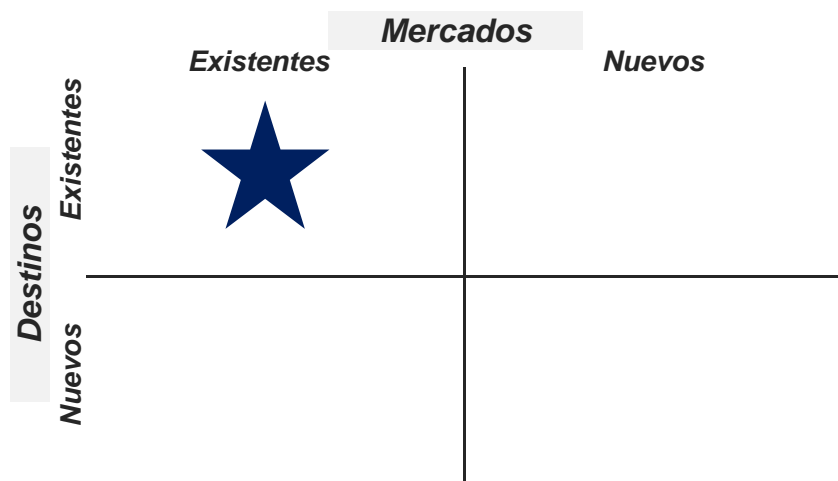 Mercados
Existentes
Nuevos
Destinos
Existentes
Nuevos